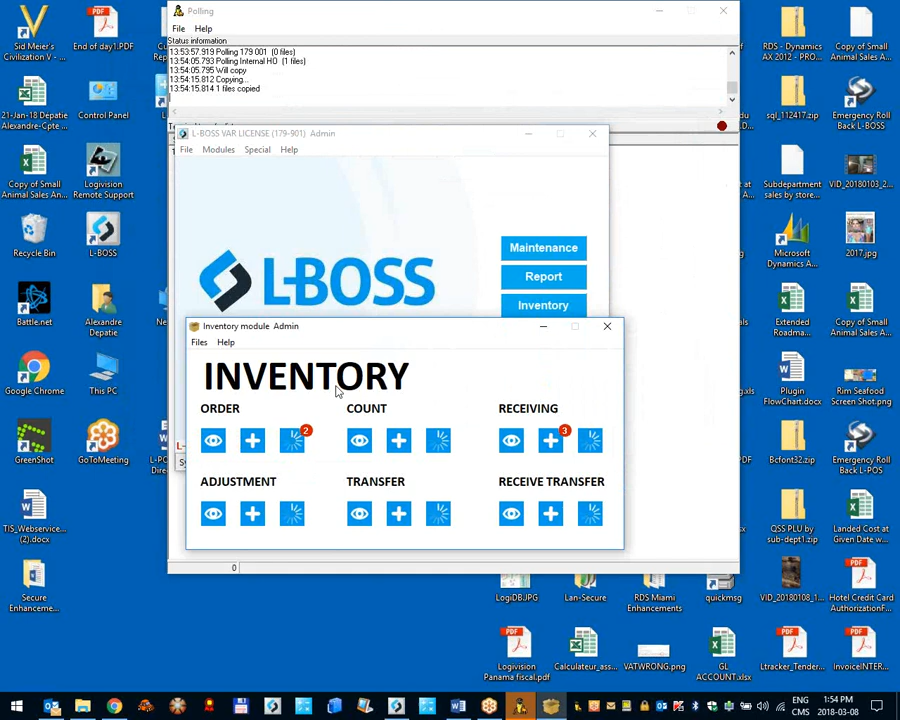 Polling
File Help
Status information
13:53:57.919 Polling 179 001 (0 files)
13:54:05.793 Polling Internal HO (1 files)
13:54:05.795 Will copy
13:54:15.812 Copying...
13:54:15.814 1 files copied
0
L-BOSS VAR LICENSE (179-901) Admin
File Modules Special Help
Maintenance
Report
Inventory
L-BOSS
Inventory module Admin
Files Help
INVENTORY
ORDER COUNT RECEIVING
2
3
ADJUSTMENT TRANSFER RECEIVE TRANSFER
Sid Meier's
Civilization V - ...
End of day1.PDF
21-Jan-18 Depatie
Alexandre-Cpte ...
Control Panel
Copy of Small
Animal Sales An...
Logivision
Remote Support
Recycle Bin
L-BOSS
Battle.net
Alexandre
Depatie
Google Chrome
This PC
GreenShot
GoToMeeting
TIS_Webservice...
(2).docx
Secure
Enhanceme...
RDS - Dynamics
AX 2012 - PRO...
Copy of Small
Animal Sales A...
sql_112417.zip
Emergency Roll
Back L-BOSS
Subdepartment
sales by store...
VID_20180103_2...
Microsoft
Dynamics A...
2017.jpg
Extended
Roadma...
Copy of Small
Animal Sales A...
Plugin
FlowChart.docx
Rim Seafood
Screen Shot.png
Bcfont32.zip
Emergency Roll
Back L-POS
QSS PLU by
sub-dept1.zip
Landed Cost at
Given Date w...
LogiDB.JPG
Lan-Secure
RDS Miami
Enhancements
quickmsg
VID_20180108_1...
Hotel Credit Card
AuthorizationF...
Logivision
Panama fiscal.pdf
Calculateur_ass...
VATWRONG.png
GL
ACCOUNT.xlsx
Ltracker_Tender...
InvoiceINTER...
ENG
CMS
1:54 PM
2018-03-08